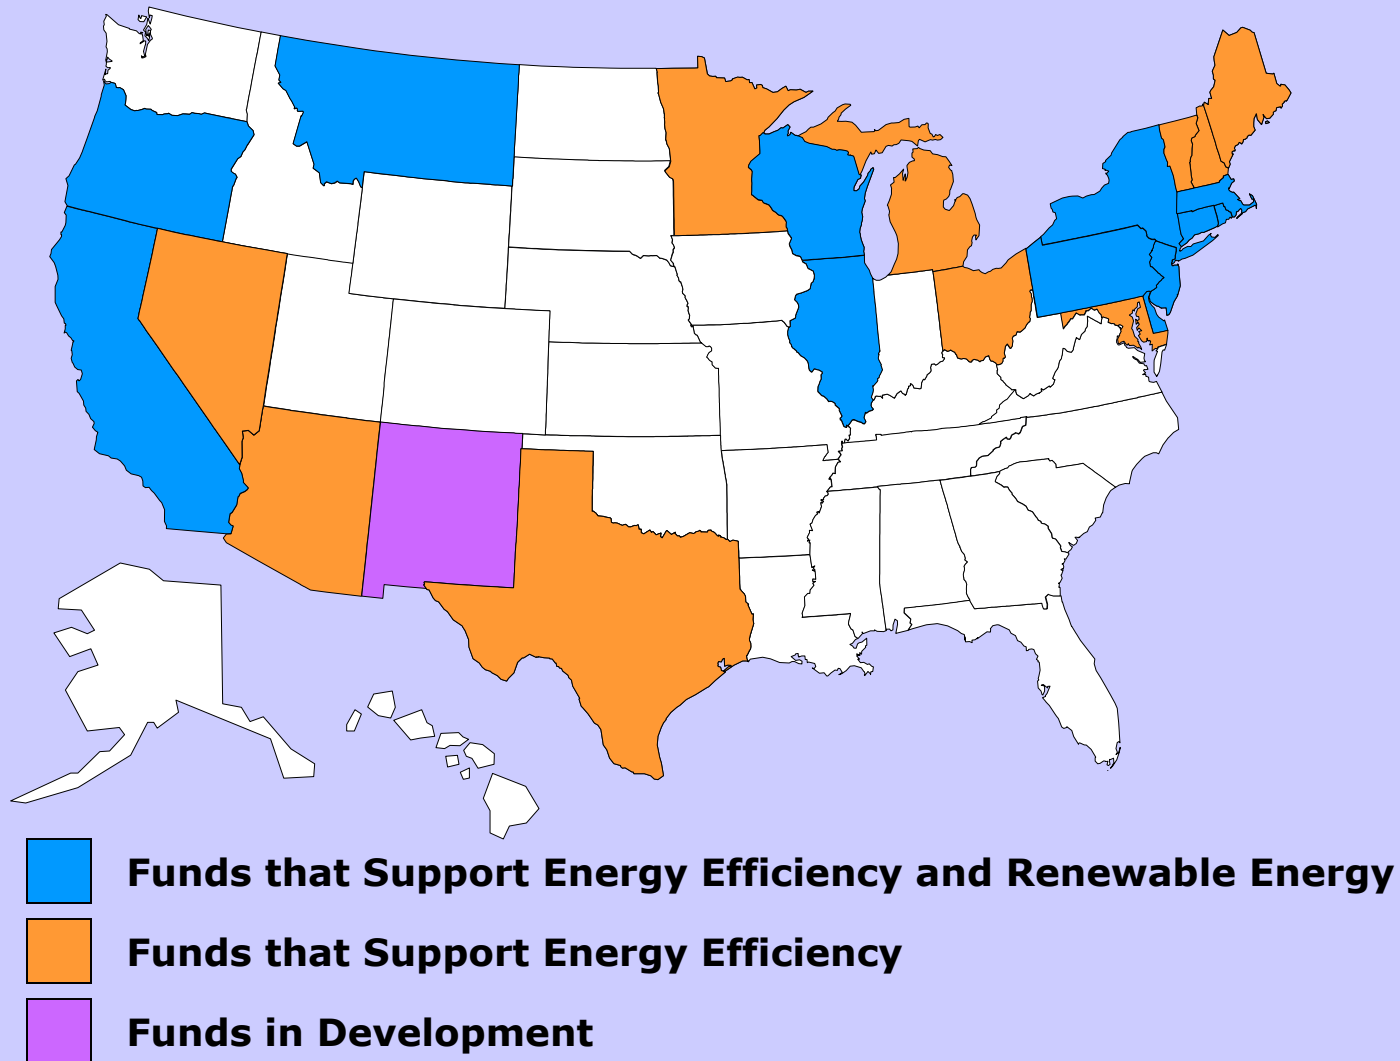 Funds that Support Energy Efficiency and Renewable Energy
Funds that Support Energy Efficiency
Funds in Development